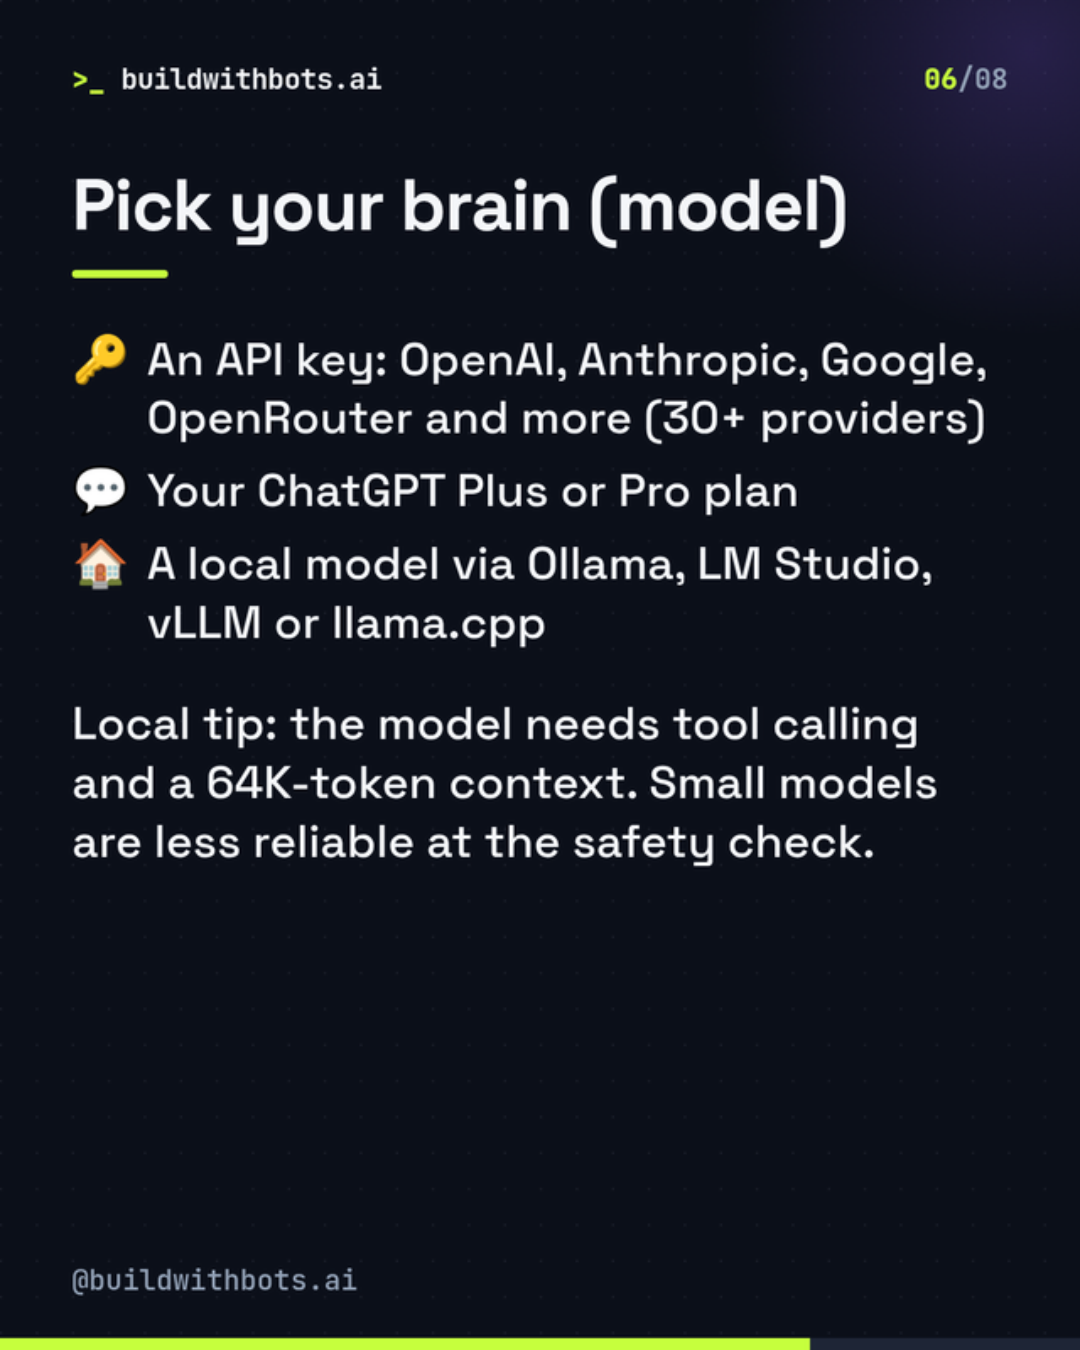 >_ buildwithbots.ai
06/08
Pick your brain (model)
🔑 An API key: OpenAI, Anthropic, Google,
OpenRouter and more (30+ providers)
💬 Your ChatGPT Plus or Pro plan
🏠 A local model via Ollama, LM Studio,
vLLM or llama.cpp
Local tip: the model needs tool calling
and a 64K-token context. Small models
are less reliable at the safety check.
@buildwithbots.ai